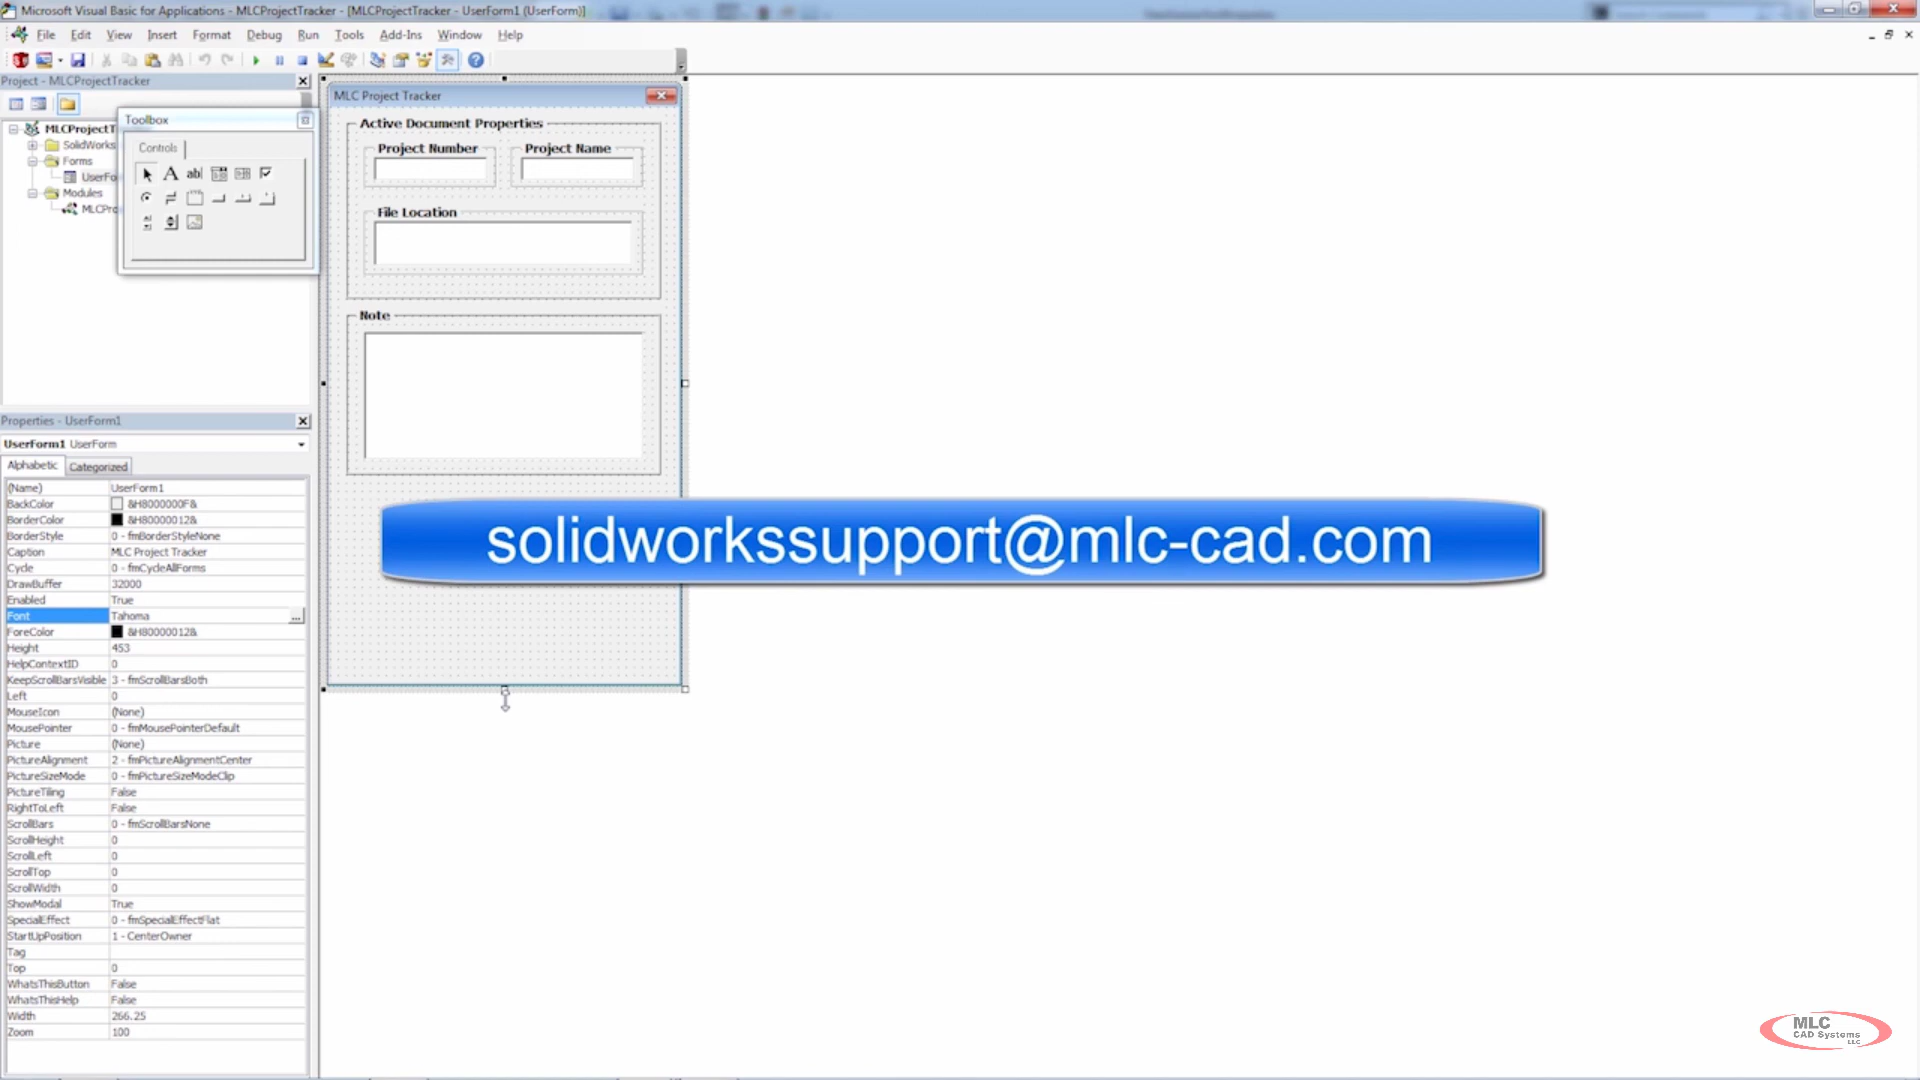 Microsoft Visual Basic for Applications - MLCProjectTracker - [MLCProjectTracker - UserForm1 (UserForm)]
File Edit View Insert Format Debug Run Tools Add-Ins Window Help
Project - MLCProjectTracker
Toolbox
Controls
MLCProjectT
SolidWorks
Forms
UserFo
Modules
MLCPro
MLC Project Tracker
Active Document Properties
Project Number Project Name
File Location
Note
solidworkssupport@mlc-cad.com
Properties - UserForm1
UserForm1 UserForm
Alphabetic Categorized
(Name) UserForm1
BackColor &H8000000F&
BorderColor &H80000012&
BorderStyle 0 - fmBorderStyleNone
Caption MLC Project Tracker
Cycle 0 - fmCycleAllForms
DrawBuffer 32000
Enabled True
Font Tahoma ...
ForeColor &H80000012&
Height 453
HelpContextID 0
KeepScrollBarsVisible 3 - fmScrollBarsBoth
Left 0
MouseIcon (None)
MousePointer 0 - fmMousePointerDefault
Picture (None)
PictureAlignment 2 - fmPictureAlignmentCenter
PictureSizeMode 0 - fmPictureSizeModeClip
PictureTiling False
RightToLeft False
ScrollBars 0 - fmScrollBarsNone
ScrollHeight 0
ScrollLeft 0
ScrollTop 0
ScrollWidth 0
ShowModal True
SpecialEffect 0 - fmSpecialEffectFlat
StartUpPosition 1 - CenterOwner
Tag
Top 0
WhatsThisButton False
WhatsThisHelp False
Width 266.25
Zoom 100
MLC
CAD Systems
LLC